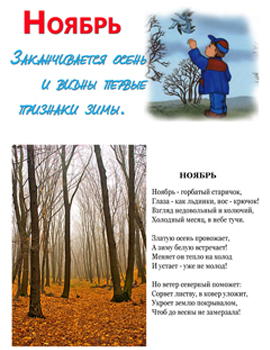 Ноябрь
Заканчивается осень
и видны первые
признаки зимы.
НОЯБРЬ
Ноябрь - горбатый старичок,
Глаза - как льдинки, нос - крючок!
Взгляд недовольный и колючий,
Холодный месяц, в небе тучи.
Златую осень провожает,
А зиму белую встречает!
Меняет он тепло на холод
И устает - уже не молод!
Но ветер северный поможет:
Сорвет листву, в ковер уложит,
Укроет землю покрывалом,
Чтоб до весны не замерзала!